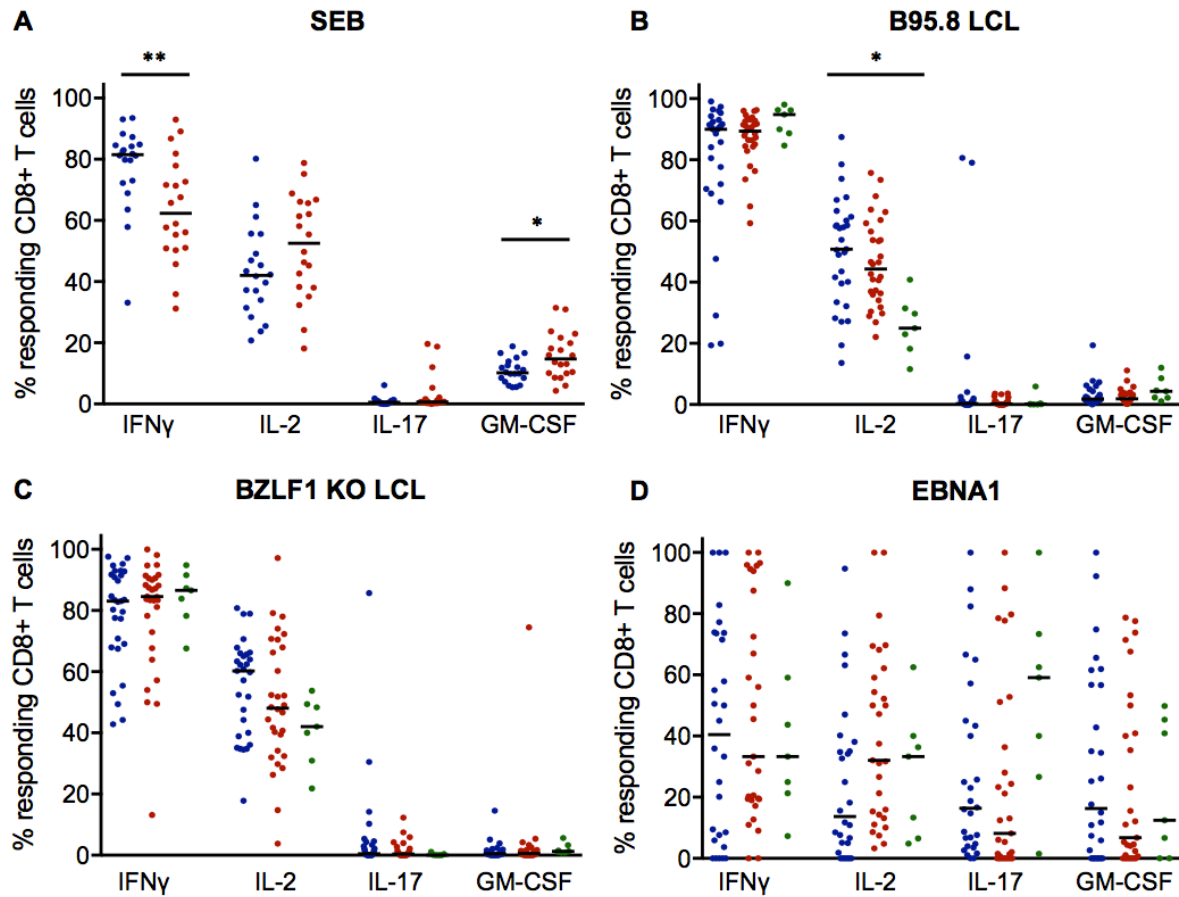 A SEB
**
*
% responding CD8+ T cells
100
80
60
40
20
0
IFNγ IL-2 IL-17 GM-CSF
B B95.8 LCL
*
% responding CD8+ T cells
100
80
60
40
20
0
IFNγ IL-2 IL-17 GM-CSF
C BZLF1 KO LCL
% responding CD8+ T cells
100
80
60
40
20
0
IFNγ IL-2 IL-17 GM-CSF
D EBNA1
% responding CD8+ T cells
100
80
60
40
20
0
IFNγ IL-2 IL-17 GM-CSF